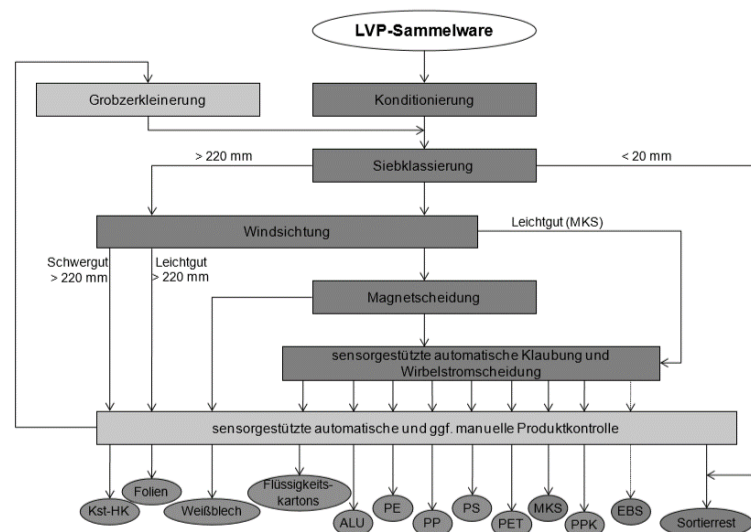 LVP-Sammelware
Grobzerkleinerung
Konditionierung
> 220 mm
Siebklassierung
< 20 mm
Windsichtung
Leichtgut (MKS)
Schwergut
> 220 mm
Leichtgut
> 220 mm
Magnetscheidung
sensorgestützte automatische Klaubung und
Wirbelstromscheidung
sensorgestützte automatische und ggf. manuelle Produktkontrolle
Kst-HK
Folien
Weißblech
Flüssigkeits-
kartons
ALU
PE
PP
PS
PET
MKS
PPK
EBS
Sortierrest